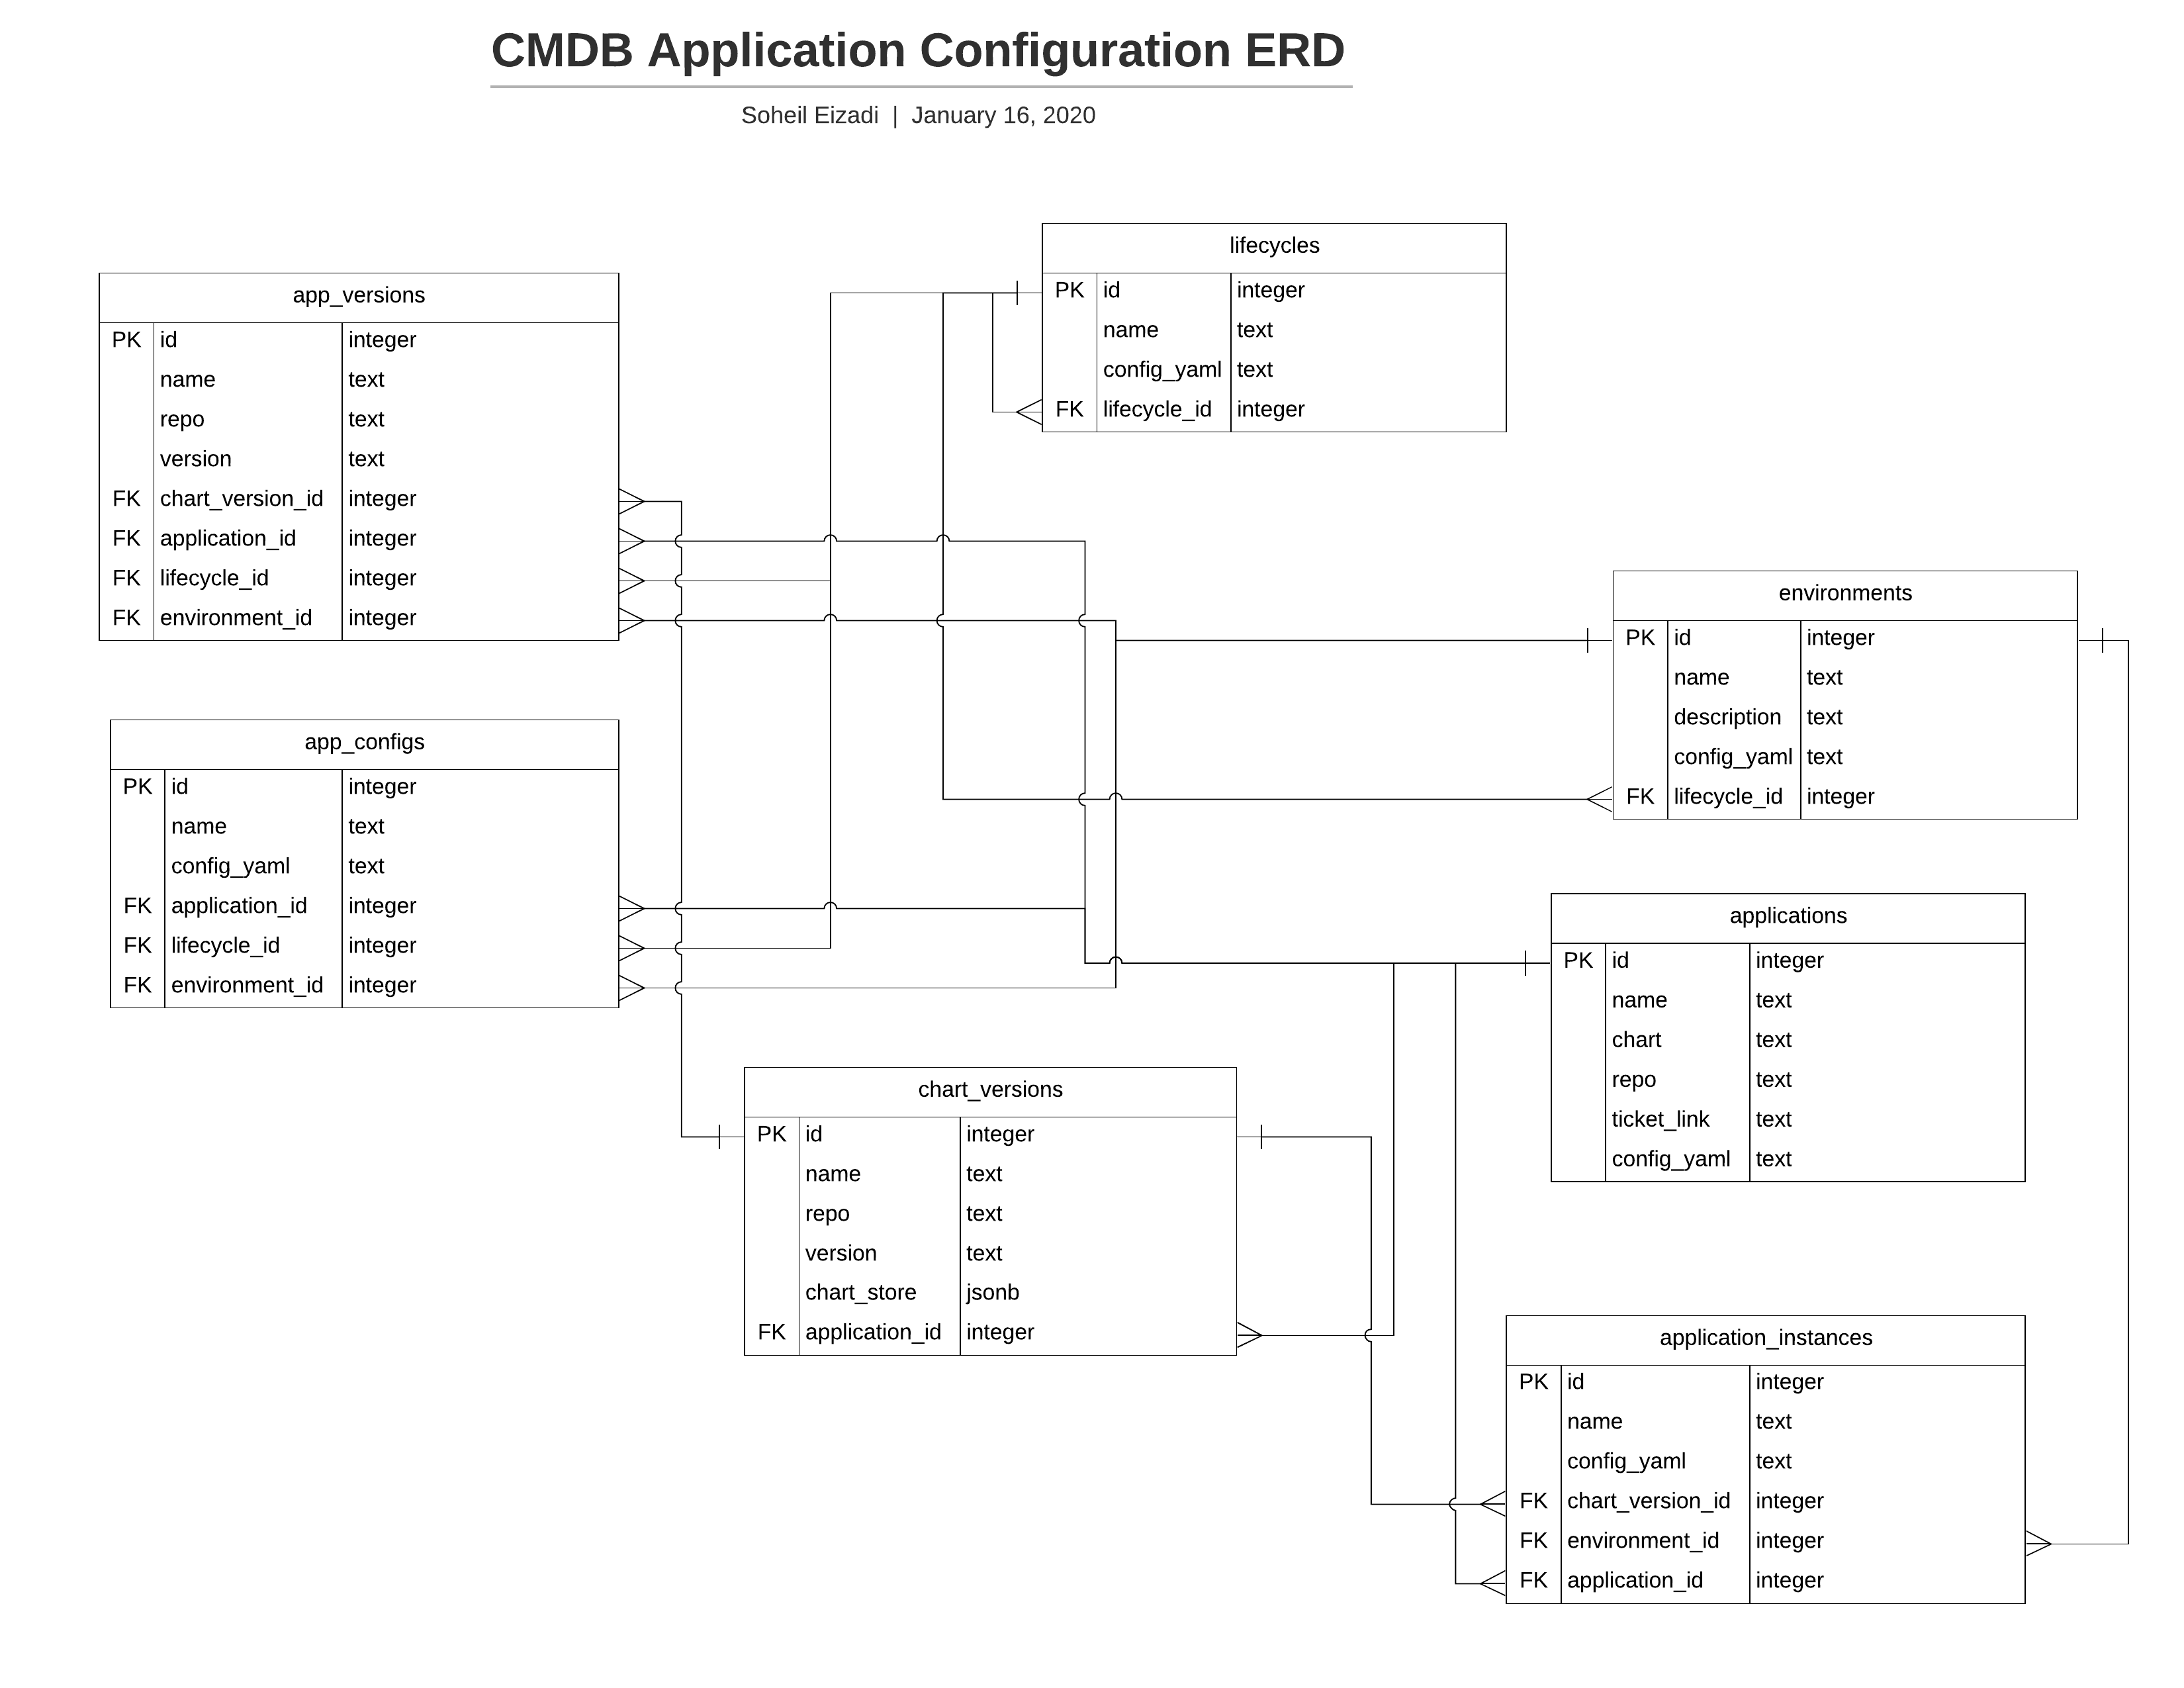 CMDB Application Configuration ERD
Soheil Eizadi | January 16, 2020
lifecycles
PK id integer
name text
config_yaml text
FK lifecycle_id integer
app_versions
PK id integer
name text
repo text
version text
FK chart_version_id integer
FK application_id integer
FK lifecycle_id integer
FK environment_id integer
environments
PK id integer
name text
description text
config_yaml text
FK lifecycle_id integer
app_configs
PK id integer
name text
config_yaml text
FK application_id integer
FK lifecycle_id integer
FK environment_id integer
applications
PK id integer
name text
chart text
repo text
ticket_link text
config_yaml text
chart_versions
PK id integer
name text
repo text
version text
chart_store jsonb
FK application_id integer
application_instances
PK id integer
name text
config_yaml text
FK chart_version_id integer
FK environment_id integer
FK application_id integer